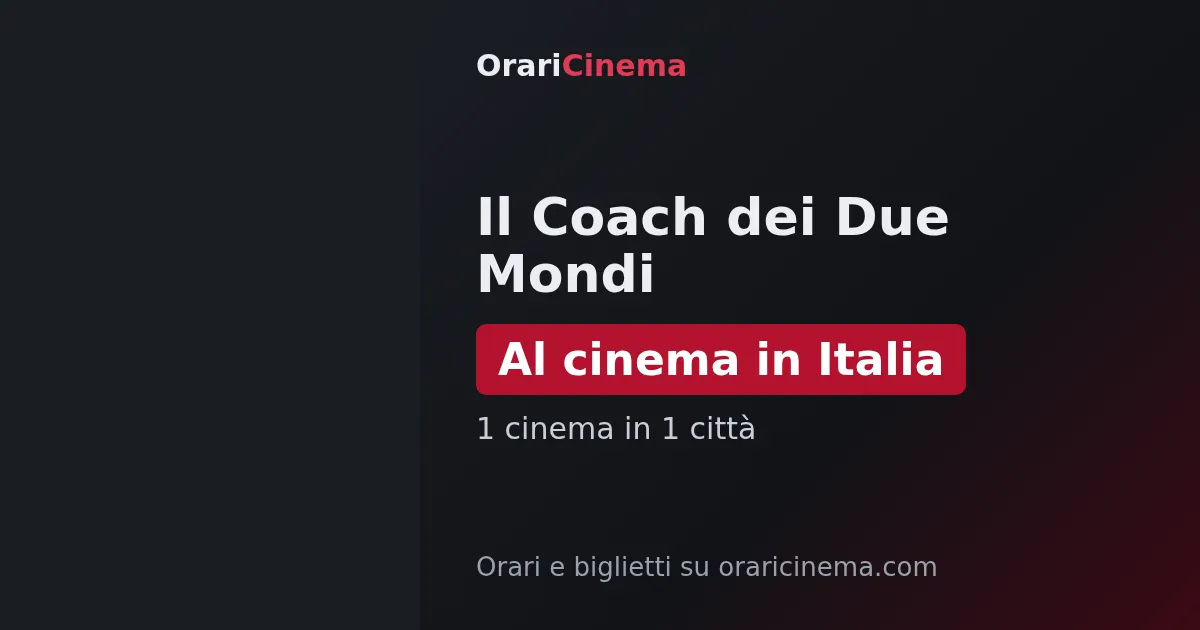 OrariCinema
Il Coach dei Due
Mondi
Al cinema in Italia
1 cinema in 1 città
Orari e biglietti su oraricinema.com